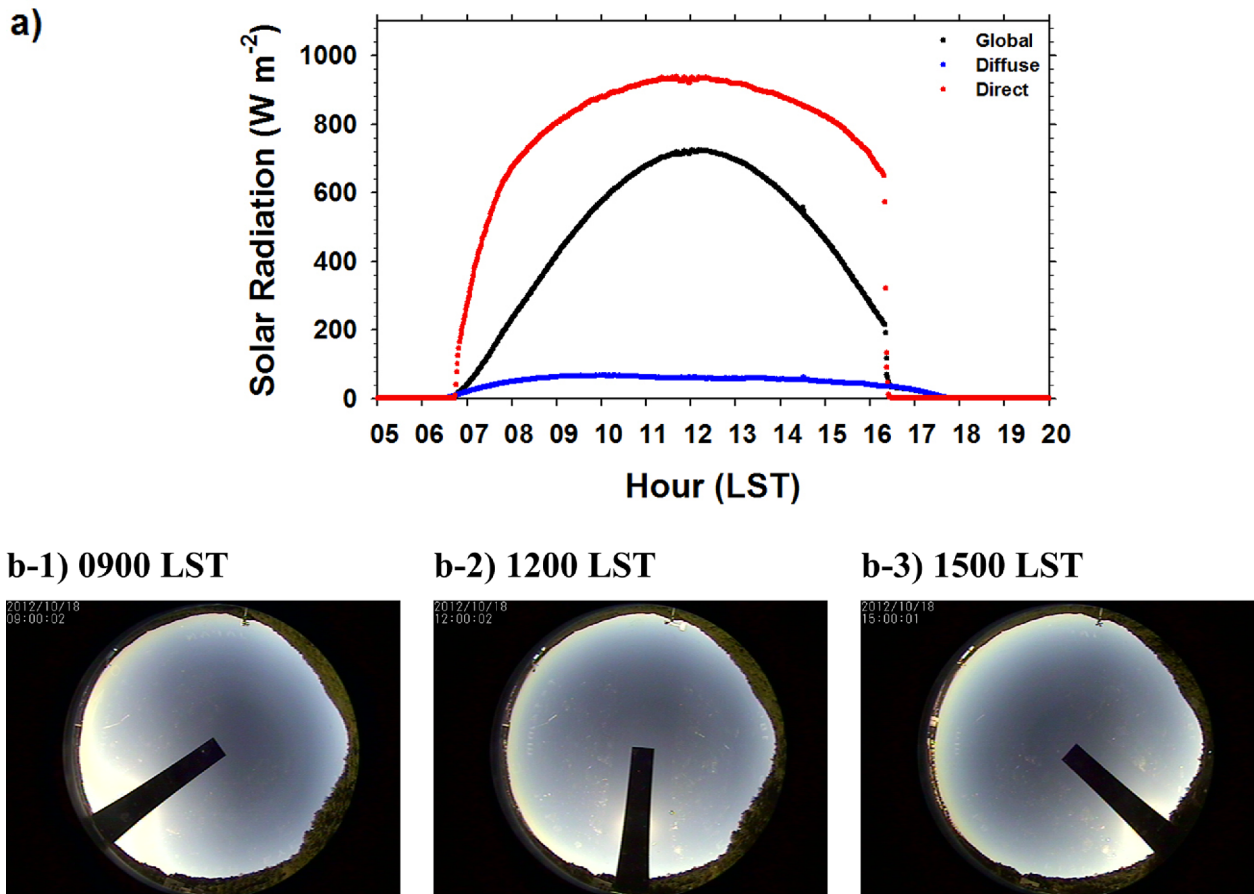 a)
Global
Diffuse
Direct
Solar Radiation (W m-2)
1000
800
600
400
200
0
05 06 07 08 09 10 11 12 13 14 15 16 17 18 19 20
Hour (LST)
b-1) 0900 LST
b-2) 1200 LST
b-3) 1500 LST
2012/10/18
09:00:02
2012/10/18
12:00:02
2012/10/18
15:00:01